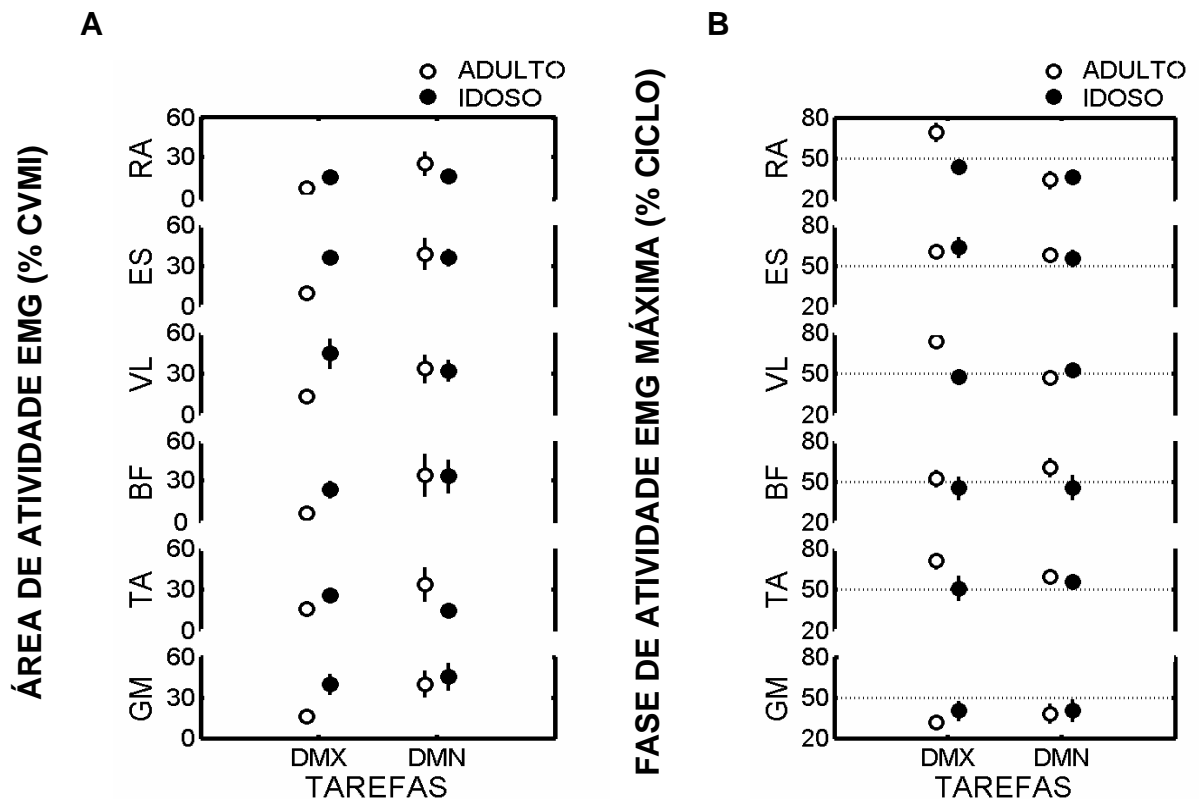 A
ÁREA DE ATIVIDADE EMG (% CVMI)
ADULTO
IDOSO
RA
60
30
0
ES
60
30
0
VL
60
30
0
BF
60
30
0
TA
60
30
0
GM
60
30
0
DMX DMN
TAREFAS
B
FASE DE ATIVIDADE EMG MÁXIMA (% CICLO)
ADULTO
IDOSO
RA
80
50
20
ES
80
50
20
VL
80
50
20
BF
80
50
20
TA
80
50
20
GM
80
50
20
DMX DMN
TAREFAS